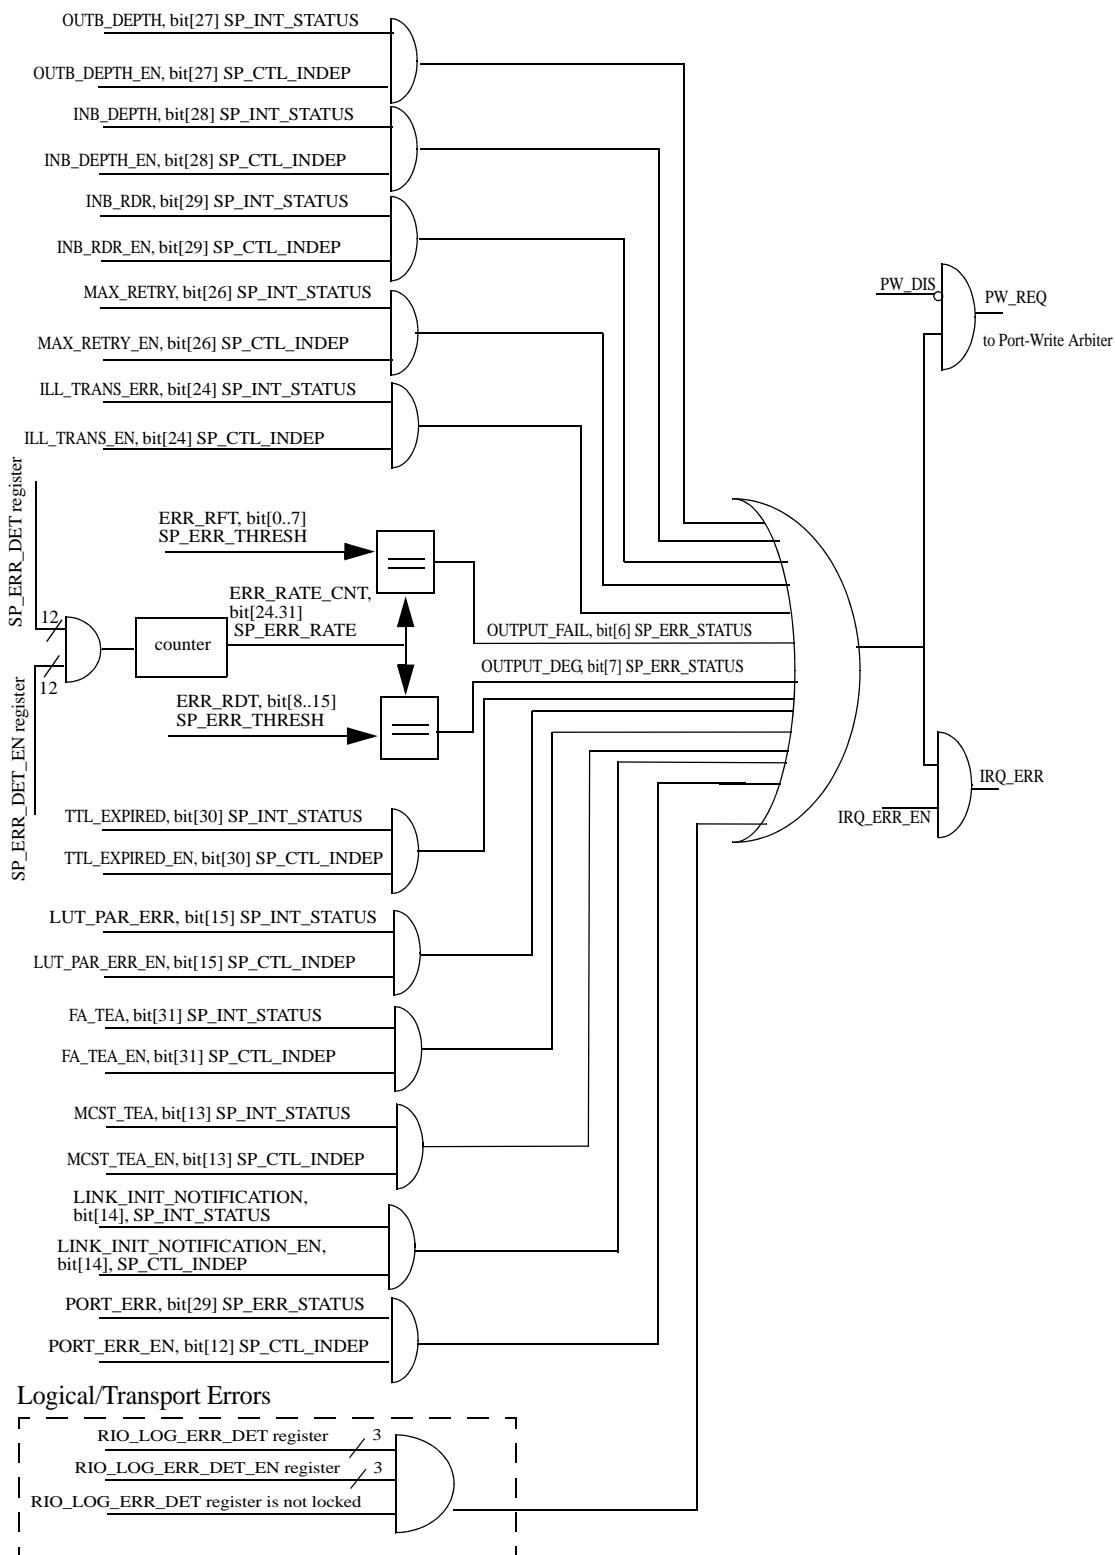 OUTB_DEPTH, bit[27] SP_INT_STATUS
OUTB_DEPTH_EN, bit[27] SP_CTL_INDEP
INB_DEPTH, bit[28] SP_INT_STATUS
INB_DEPTH_EN, bit[28] SP_CTL_INDEP
INB_RDR, bit[29] SP_INT_STATUS
INB_RDR_EN, bit[29] SP_CTL_INDEP
MAX_RETRY, bit[26] SP_INT_STATUS
MAX_RETRY_EN, bit[26] SP_CTL_INDEP
ILL_TRANS_ERR, bit[24] SP_INT_STATUS
ILL_TRANS_EN, bit[24] SP_CTL_INDEP
PW_DIS
PW_REQ
to Port-Write Arbiter
SP_ERR_DET register
12
SP_ERR_DET_EN register
12
counter
ERR_RFT, bit[0..7]
SP_ERR_THRESH
ERR_RATE_CNT,
bit[24.31]
SP_ERR_RATE
ERR_RDT, bit[8..15]
SP_ERR_THRESH
OUTPUT_FAIL, bit[6] SP_ERR_STATUS
OUTPUT_DEG, bit[7] SP_ERR_STATUS
IRQ_ERR
IRQ_ERR_EN
TTL_EXPIRED, bit[30] SP_INT_STATUS
TTL_EXPIRED_EN, bit[30] SP_CTL_INDEP
LUT_PAR_ERR, bit[15] SP_INT_STATUS
LUT_PAR_ERR_EN, bit[15] SP_CTL_INDEP
FA_TEA, bit[31] SP_INT_STATUS
FA_TEA_EN, bit[31] SP_CTL_INDEP
MCST_TEA, bit[13] SP_INT_STATUS
MCST_TEA_EN, bit[13] SP_CTL_INDEP
LINK_INIT_NOTIFICATION,
bit[14], SP_INT_STATUS
LINK_INIT_NOTIFICATION_EN,
bit[14], SP_CTL_INDEP
PORT_ERR, bit[29] SP_ERR_STATUS
PORT_ERR_EN, bit[12] SP_CTL_INDEP
Logical/Transport Errors
RIO_LOG_ERR_DET register 3
RIO_LOG_ERR_DET_EN register 3
RIO_LOG_ERR_DET register is not locked